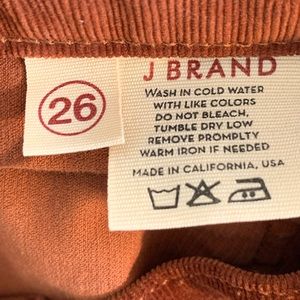 26
J BRAND
WASH IN COLD WATER
WITH LIKE COLORS
DO NOT BLEACH,
TUMBLE DRY LOW
REMOVE PROMPLTY
WARM IRON IF NEEDED
MADE IN CALIFORNIA, USA